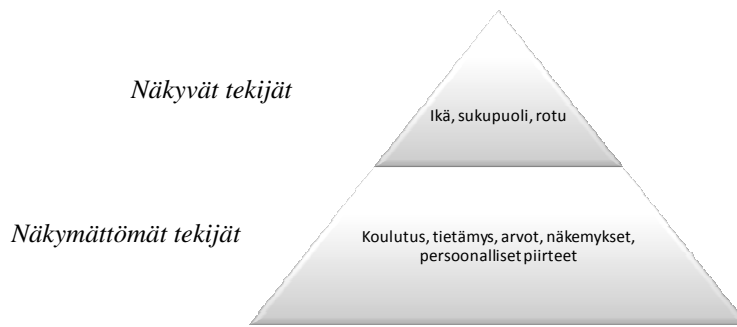 Näkyvät tekijät
Ikä, sukupuoli, rotu
Näkymättömät tekijät
Koulutus, tietämys, arvot, näkemykset,
persoonalliset piirteet